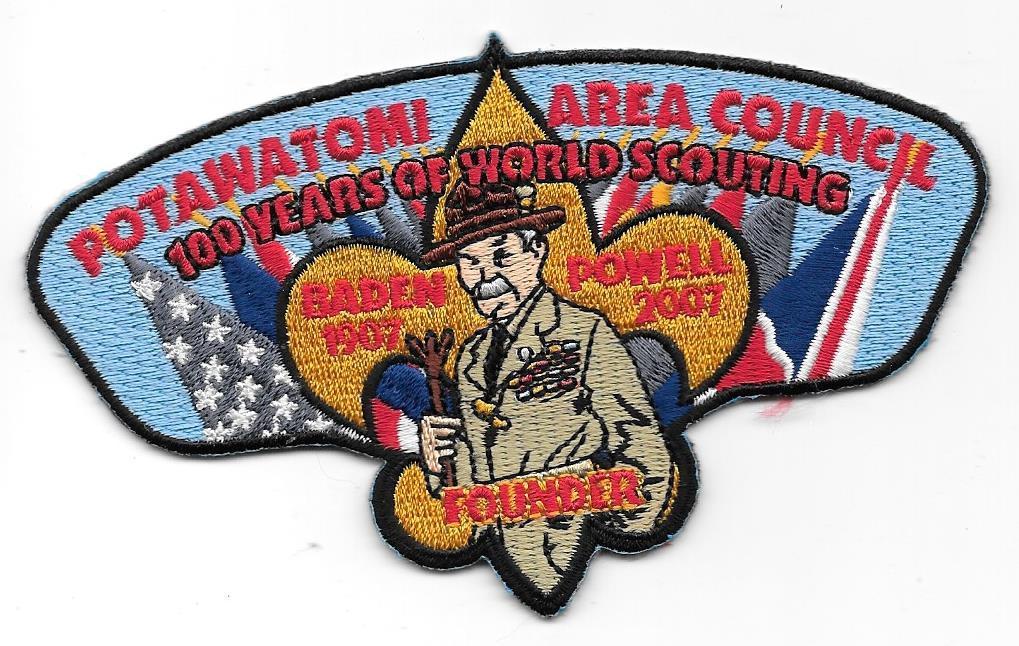 POTAWATOMI AREA COUNCIL
100 YEARS OF WORLD SCOUTING
BADEN POWELL
1907 2007
FOUNDER